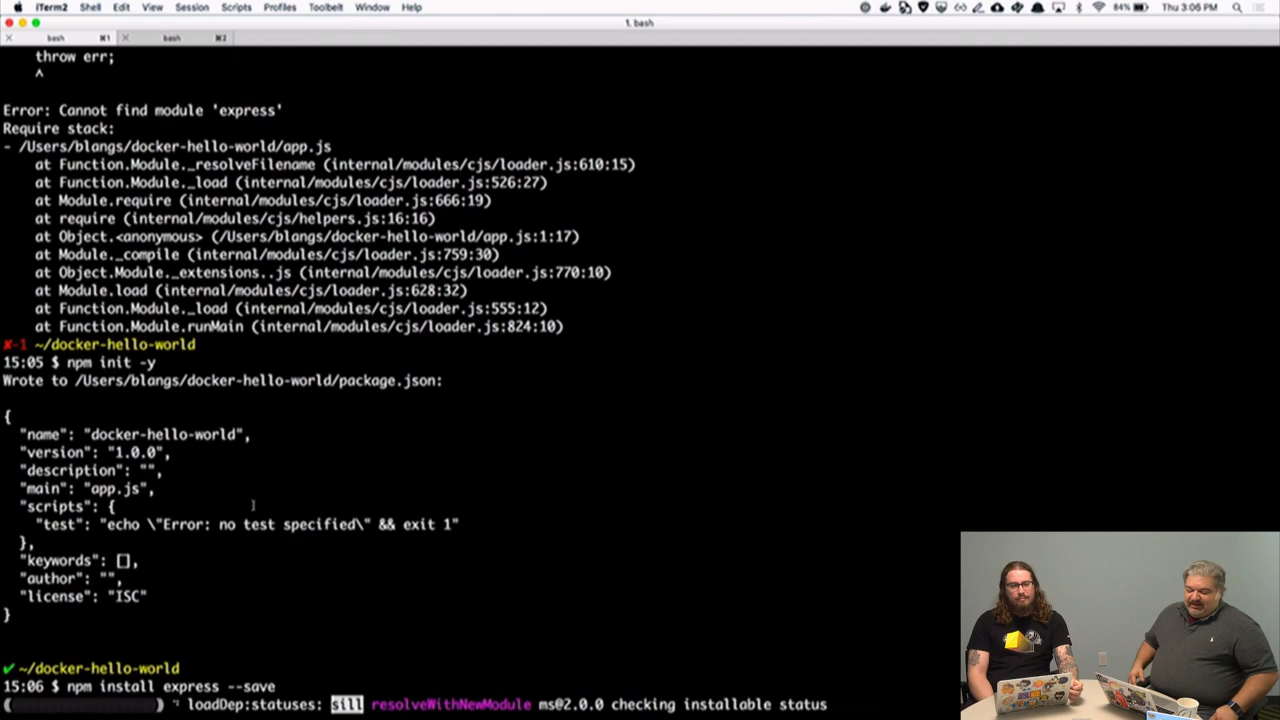 iTerm2 Shell Edit View Session Scripts Profiles Toolbelt Window Help 84% Thu 3:06 PM
1. bash
bash ⌘1 bash ⌘2
throw err;
^
Error: Cannot find module 'express'
Require stack:
- /Users/blangs/docker-hello-world/app.js
at Function.Module._resolveFilename (internal/modules/cjs/loader.js:610:15)
at Function.Module._load (internal/modules/cjs/loader.js:526:27)
at Module.require (internal/modules/cjs/loader.js:666:19)
at require (internal/modules/cjs/helpers.js:16:16)
at Object.<anonymous> (/Users/blangs/docker-hello-world/app.js:1:17)
at Module._compile (internal/modules/cjs/loader.js:759:30)
at Object.Module._extensions..js (internal/modules/cjs/loader.js:770:10)
at Module.load (internal/modules/cjs/loader.js:628:32)
at Function.Module._load (internal/modules/cjs/loader.js:555:12)
at Function.Module.runMain (internal/modules/cjs/loader.js:824:10)
✘-1 ~/docker-hello-world
15:05 $ npm init -y
Wrote to /Users/blangs/docker-hello-world/package.json:
{
"name": "docker-hello-world",
"version": "1.0.0",
"description": "",
"main": "app.js",
"scripts": {
"test": "echo \"Error: no test specified\" && exit 1"
},
"keywords": [],
"author": "",
"license": "ISC"
}
✔ ~/docker-hello-world
15:06 $ npm install express --save
( ) loadDep:statuses: sill resolveWithNewModule ms@2.0.0 checking installable status